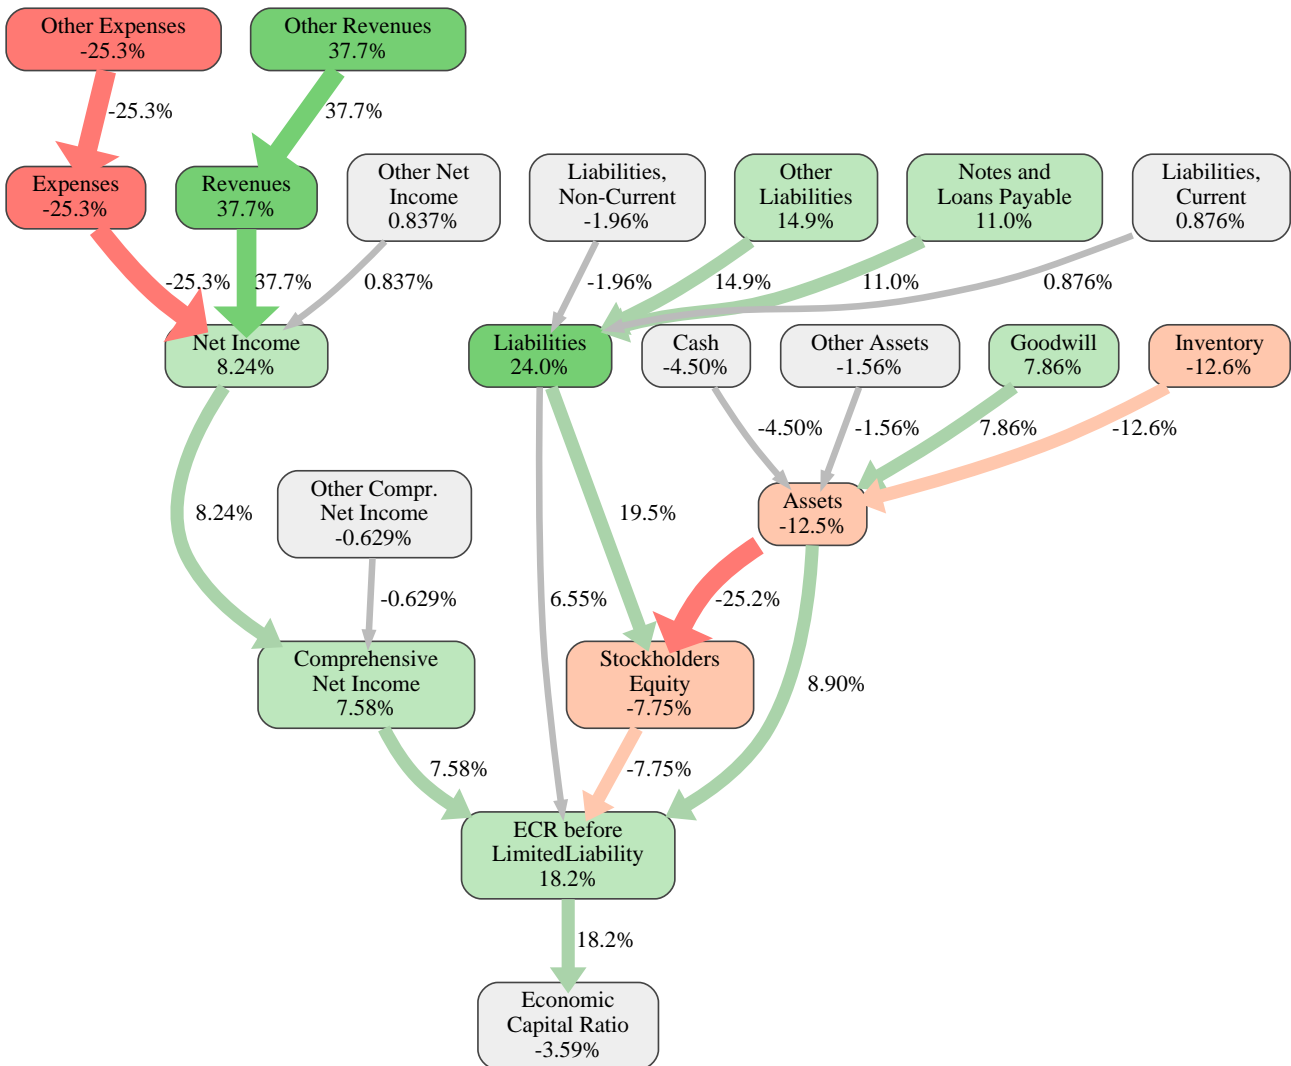 Other Expenses
-25.3%
Other Revenues
37.7%
-25.3%
37.7%
Expenses
-25.3%
Revenues
37.7%
Other Net
Income
0.837%
Liabilities,
Non-Current
-1.96%
Other
Liabilities
14.9%
Notes and
Loans Payable
11.0%
Liabilities,
Current
0.876%
-25.3%
37.7%
0.837%
-1.96%
14.9%
11.0%
0.876%
Net Income
8.24%
Liabilities
24.0%
Cash
-4.50%
Other Assets
-1.56%
Goodwill
7.86%
Inventory
-12.6%
-4.50%
-1.56%
7.86%
-12.6%
Other Compr.
Net Income
-0.629%
Assets
-12.5%
8.24%
19.5%
-0.629%
6.55%
-25.2%
8.90%
Comprehensive
Net Income
7.58%
Stockholders
Equity
-7.75%
7.58%
-7.75%
ECR before
LimitedLiability
18.2%
18.2%
Economic
Capital Ratio
-3.59%